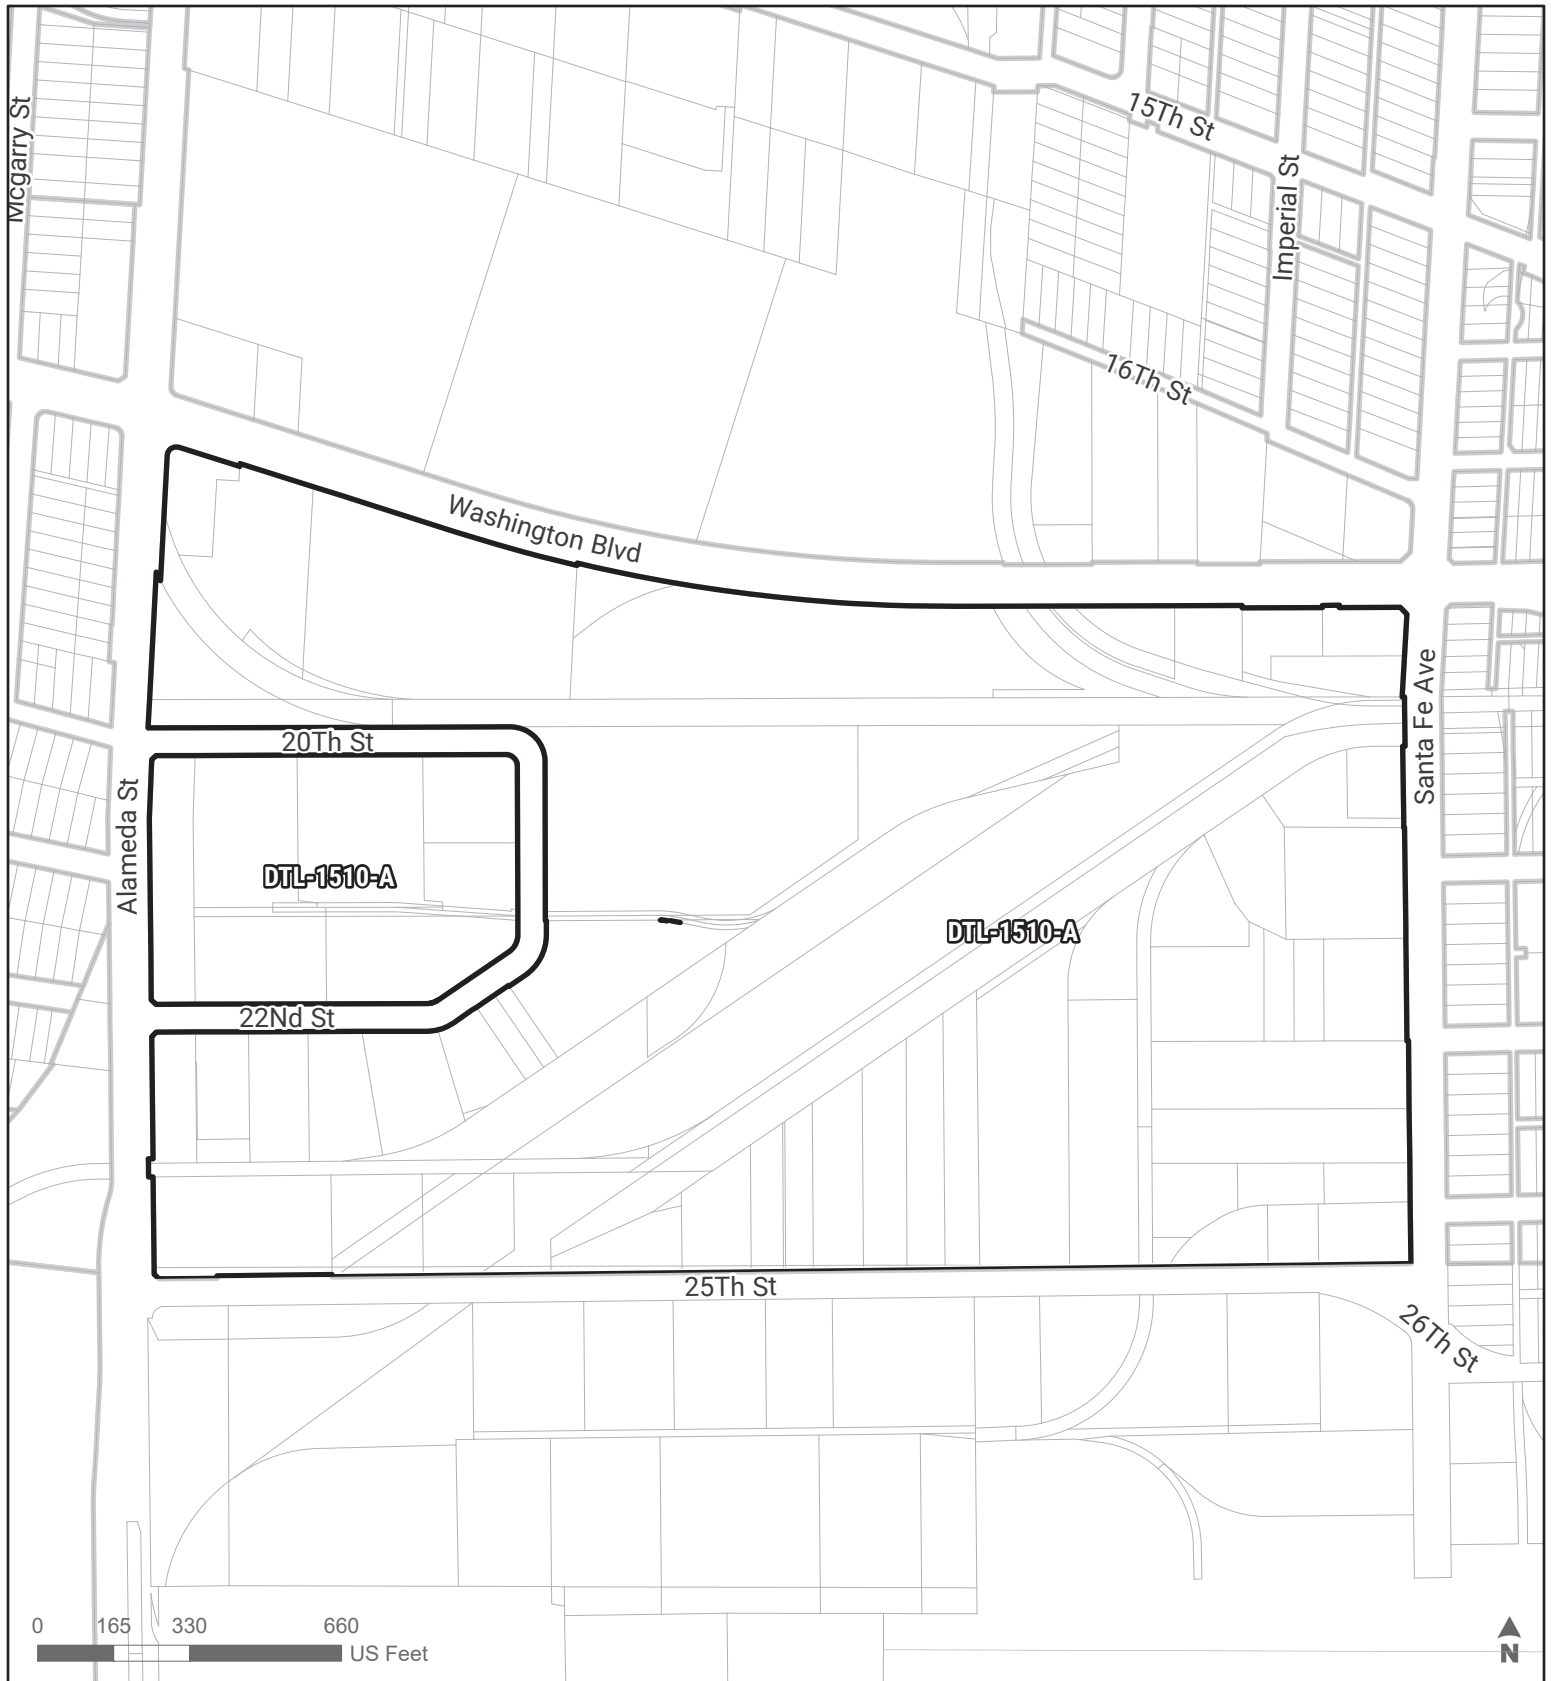 15Th St
Mcgarry St
Imperial St
16Th St
Washington Blvd
Santa Fe Ave
20Th St
Alameda St
DTL-1510-A
DTL-1510-A
22Nd St
25Th St
26Th St
0 165 330 660
US Feet
N